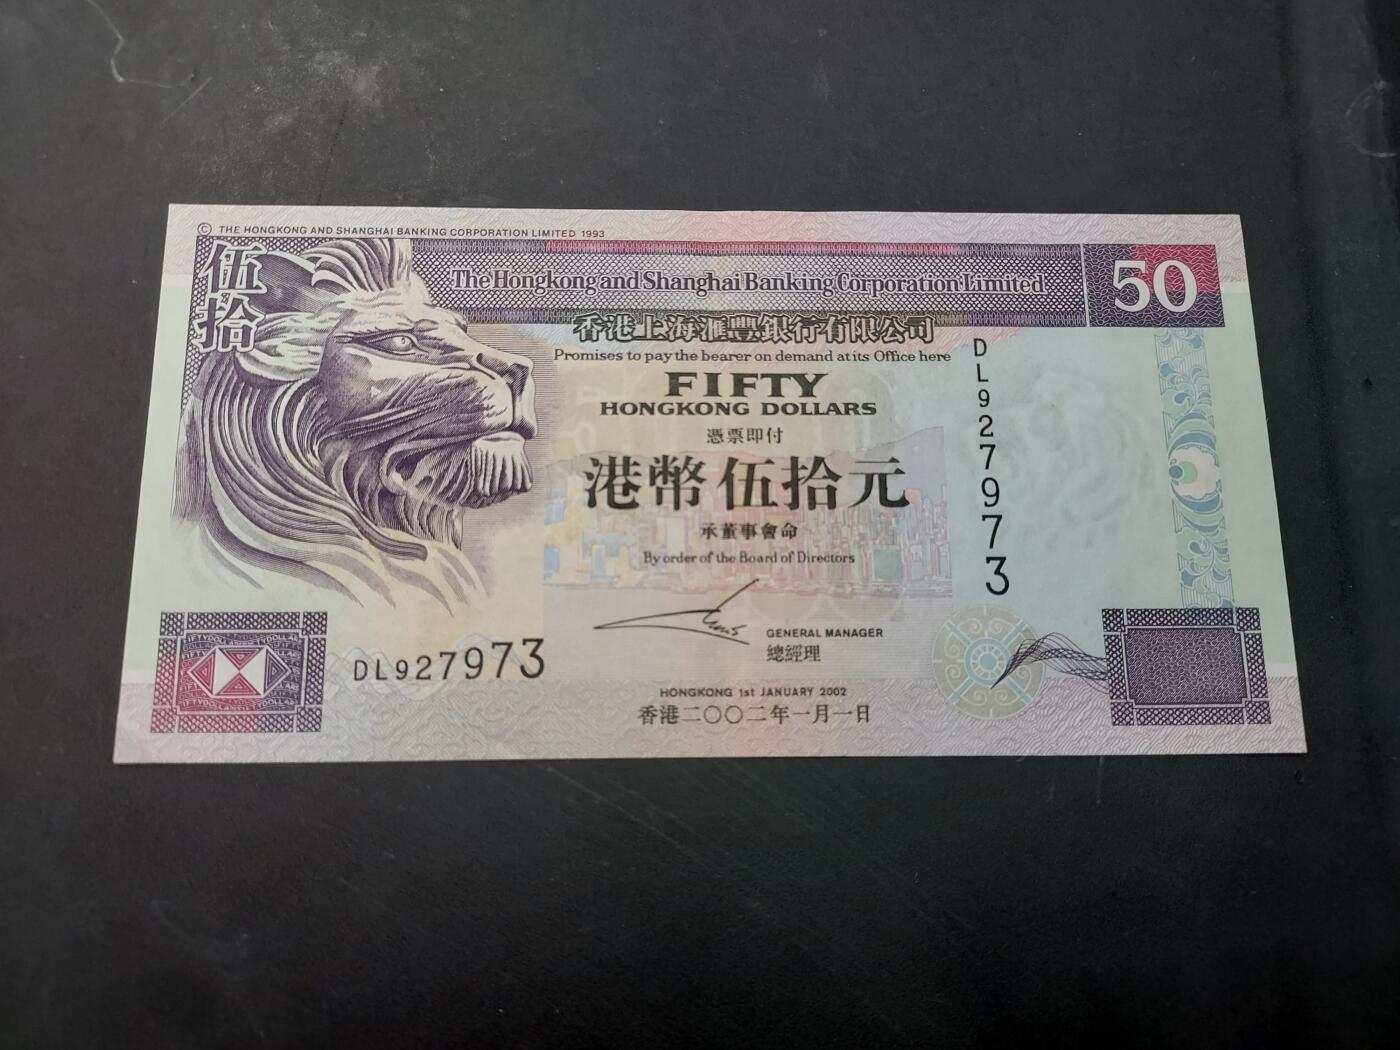 © THE HONGKONG AND SHANGHAI BANKING CORPORATION LIMITED 1993
伍拾
The Hongkong and Shanghai Banking Corporation Limited
50
香港上海滙豐銀行有限公司
Promises to pay the bearer on demand at its Office here
FIFTY
HONGKONG DOLLARS
憑票即付
港幣伍拾元
承董事會命
By order of the Board of Directors
GENERAL MANAGER
總經理
DL927973
DL927973
HONGKONG 1st JANUARY 2002
香港二〇〇二年一月一日